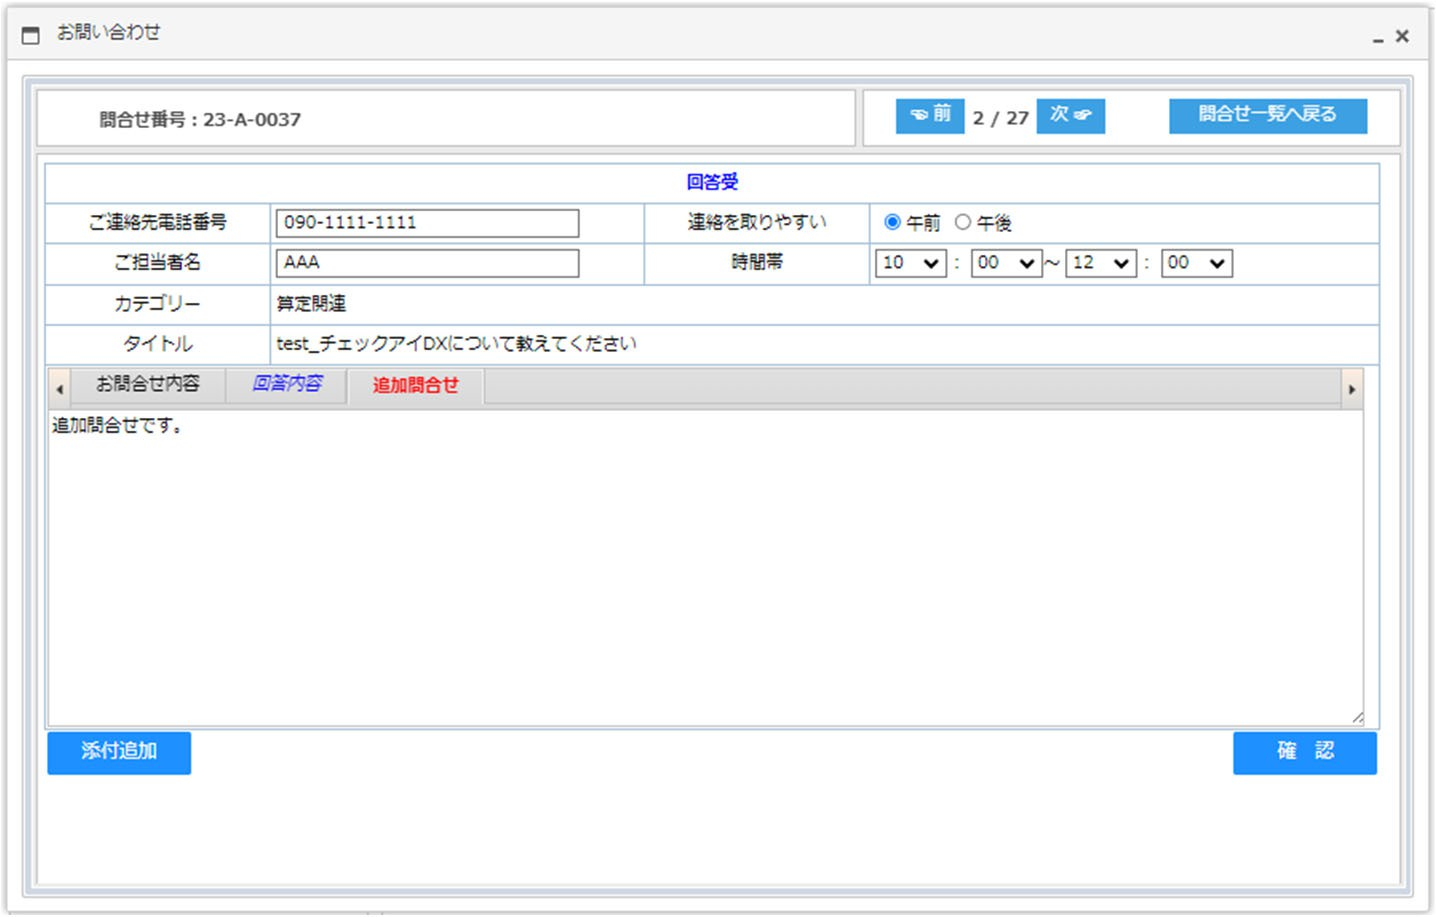 お問い合わせ
問合せ番号 : 23-A-0037
前 2 / 27 次 問合せ一覧へ戻る
回答受
ご連絡先電話番号 090-1111-1111 連絡を取りやすい 午前 午後
ご担当者名 AAA 時間帯 10 : 00 ～ 12 : 00
カテゴリー 算定関連
タイトル test_チェックアイDXについて教えてください
お問合せ内容 回答内容 追加問合せ
追加問合せです。
添付追加 確　認